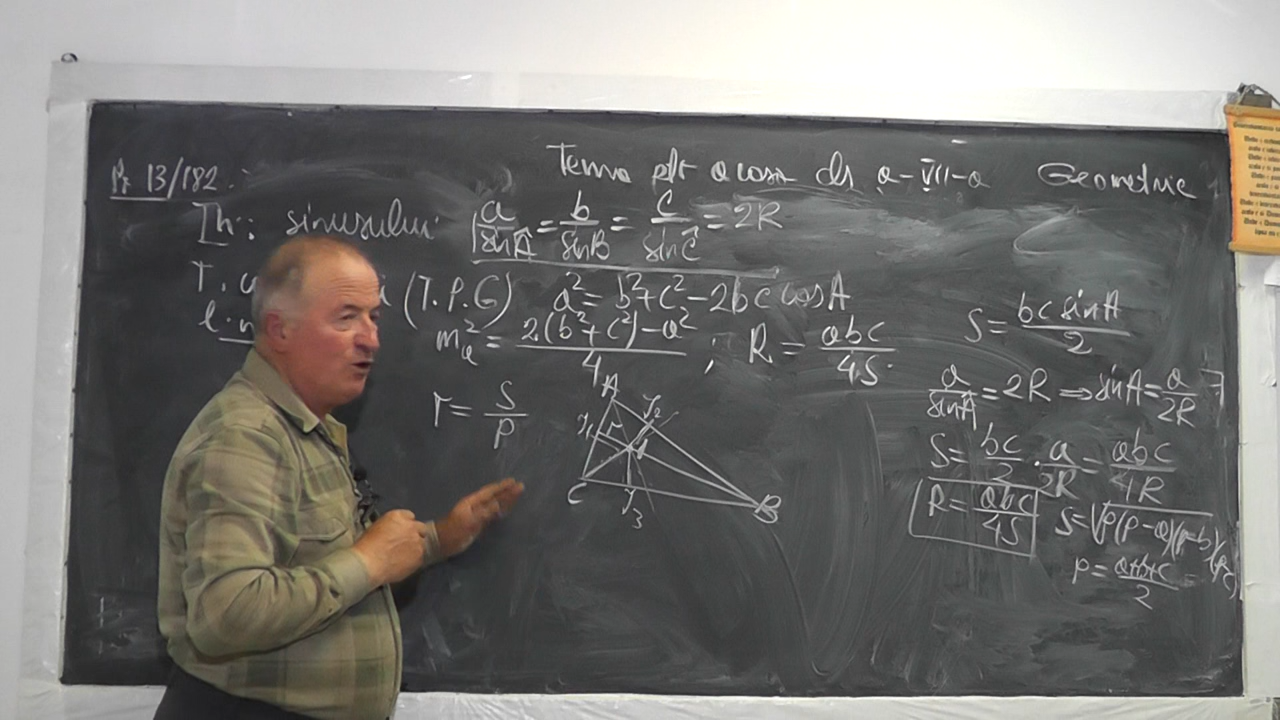 Pr 13/182.
Tema ptr acasa cls a-VII-a Geometrie
Th: sinusului a/sinA = b/sinB = c/sinC = 2R
T. (T.P.G) a² = b²+c²-2bc cosA
m_a² = 2(b²+c²)-a² / 4 ; R = abc/4S
S = bc sinA / 2
a/sinA = 2R ⇒ sinA = a/2R
r = S/p
A
C
B
S = bc/2 · a/2R = abc/4R
R = abc/4S
S = √p(p-a)(p-b)(p-c)
p = a+b+c / 2